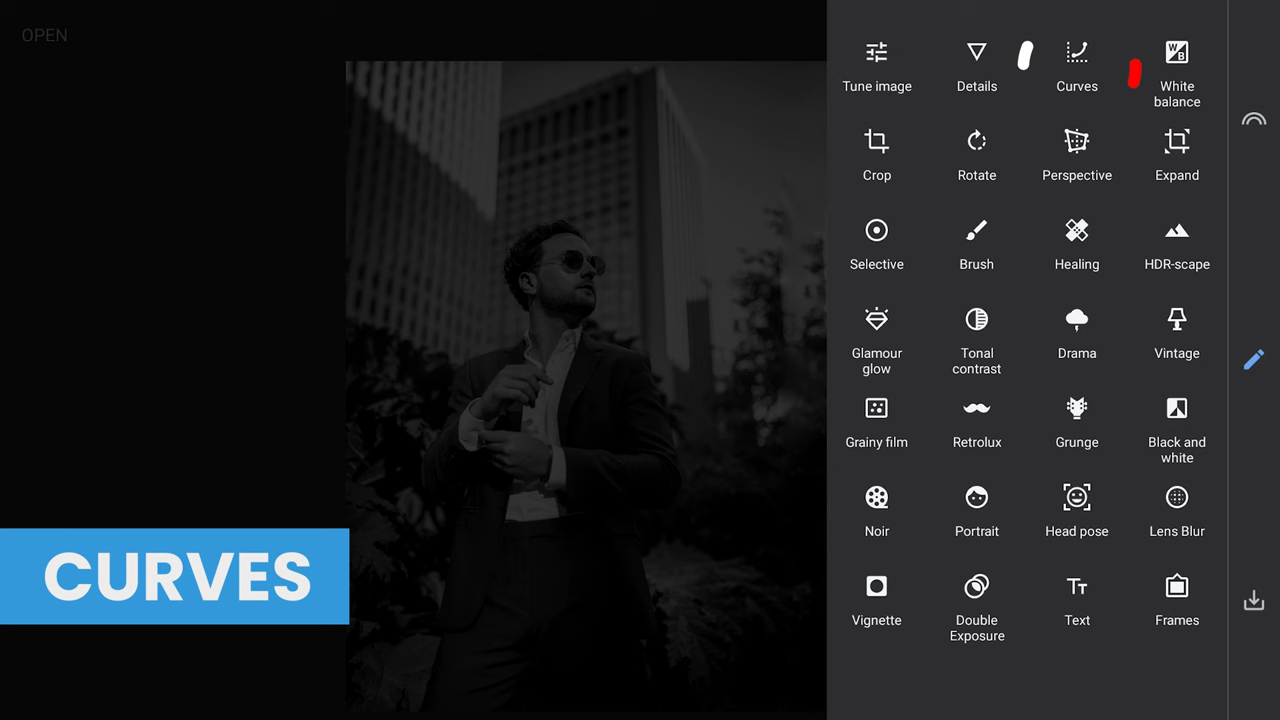 OPEN
Tune image
Details
Curves
White
balance
Crop
Rotate
Perspective
Expand
Selective
Brush
Healing
HDR-scape
Glamour
glow
Tonal
contrast
Drama
Vintage
Grainy film
Retrolux
Grunge
Black and
white
Noir
Portrait
Head pose
Lens Blur
Vignette
Double
Exposure
Text
Frames
CURVES